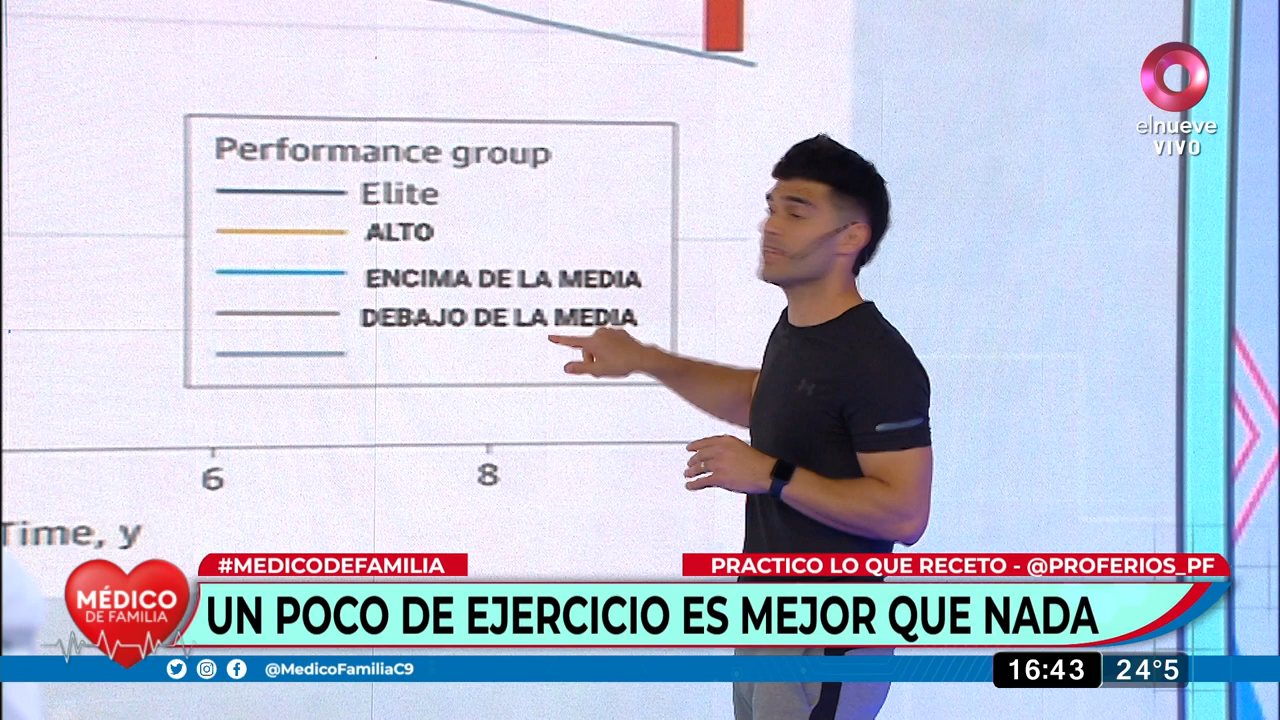 elnueve
VIVO
Performance group
Elite
ALTO
ENCIMA DE LA MEDIA
DEBAJO DE LA MEDIA
6
8
Time, y
#MEDICODEFAMILIA
PRACTICO LO QUE RECETO - @PROFERIOS_PF
MÉDICO
DE FAMILIA
UN POCO DE EJERCICIO ES MEJOR QUE NADA
@MedicoFamiliaC9
16:43
24°5